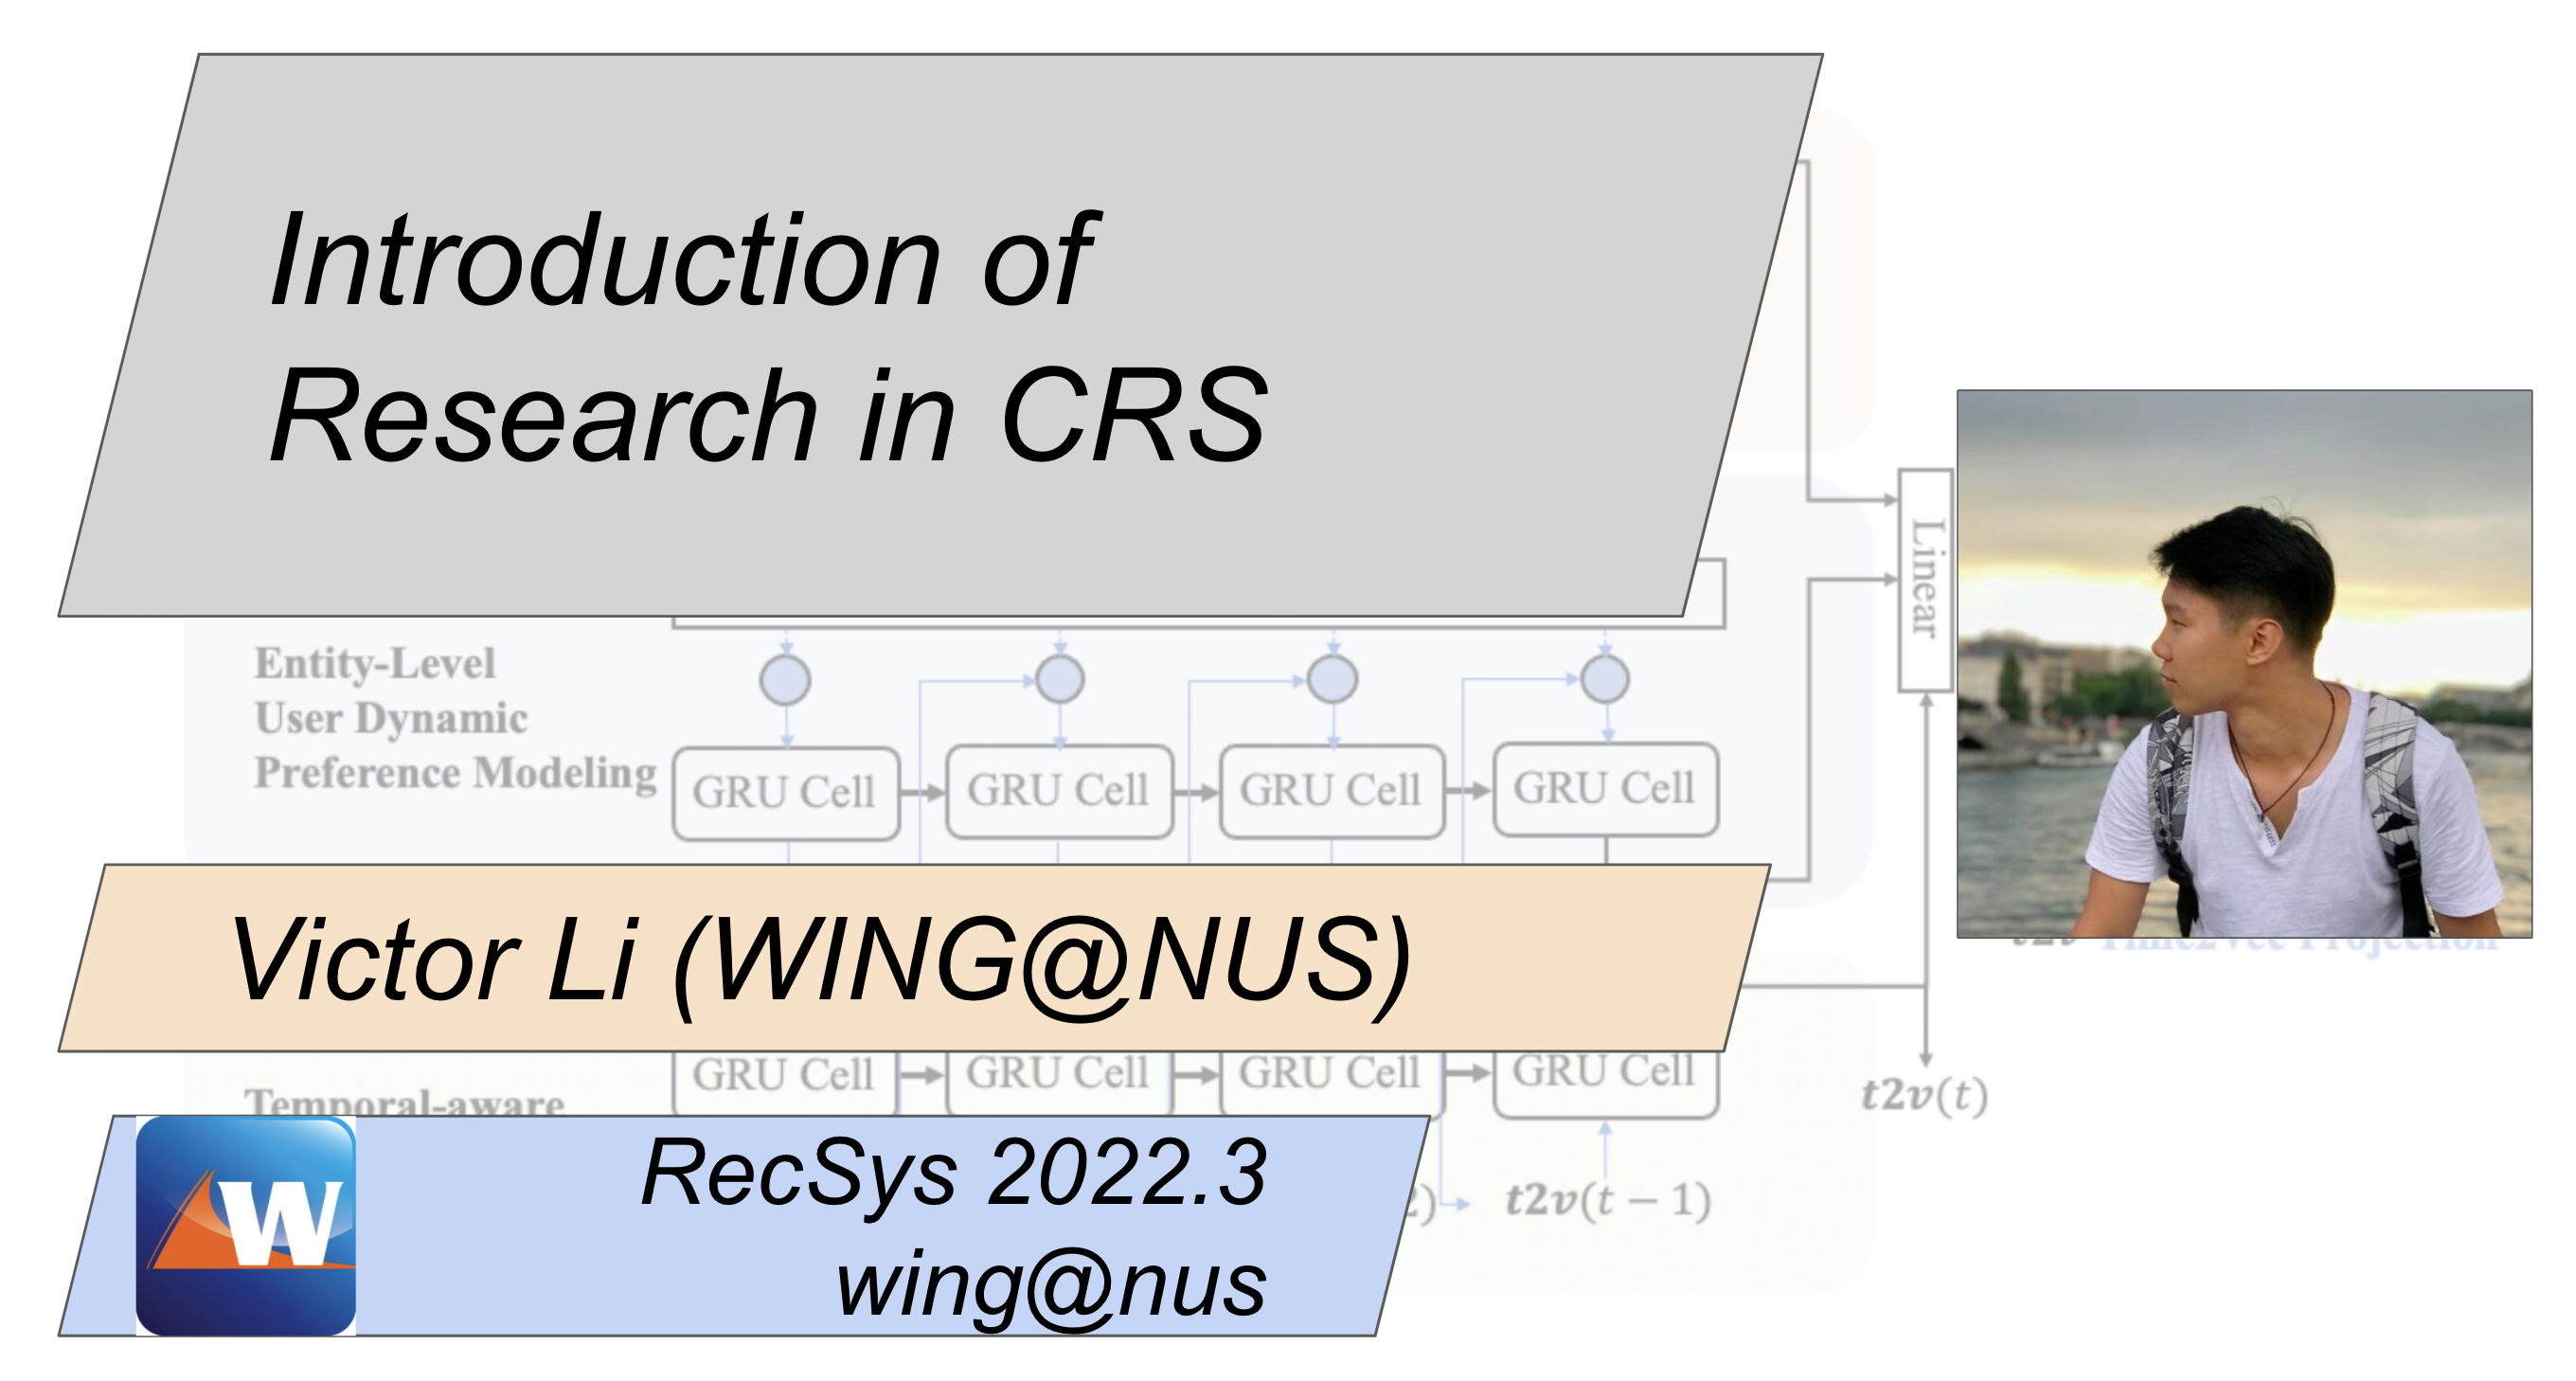 Introduction of
Research in CRS
Linear
Entity-Level
User Dynamic
Preference Modeling
GRU Cell GRU Cell GRU Cell GRU Cell
Victor Li (WING@NUS)
GRU Cell GRU Cell GRU Cell GRU Cell
t2v(t)
Temporal-aware
W
RecSys 2022.3
2) t2v(t − 1)
wing@nus